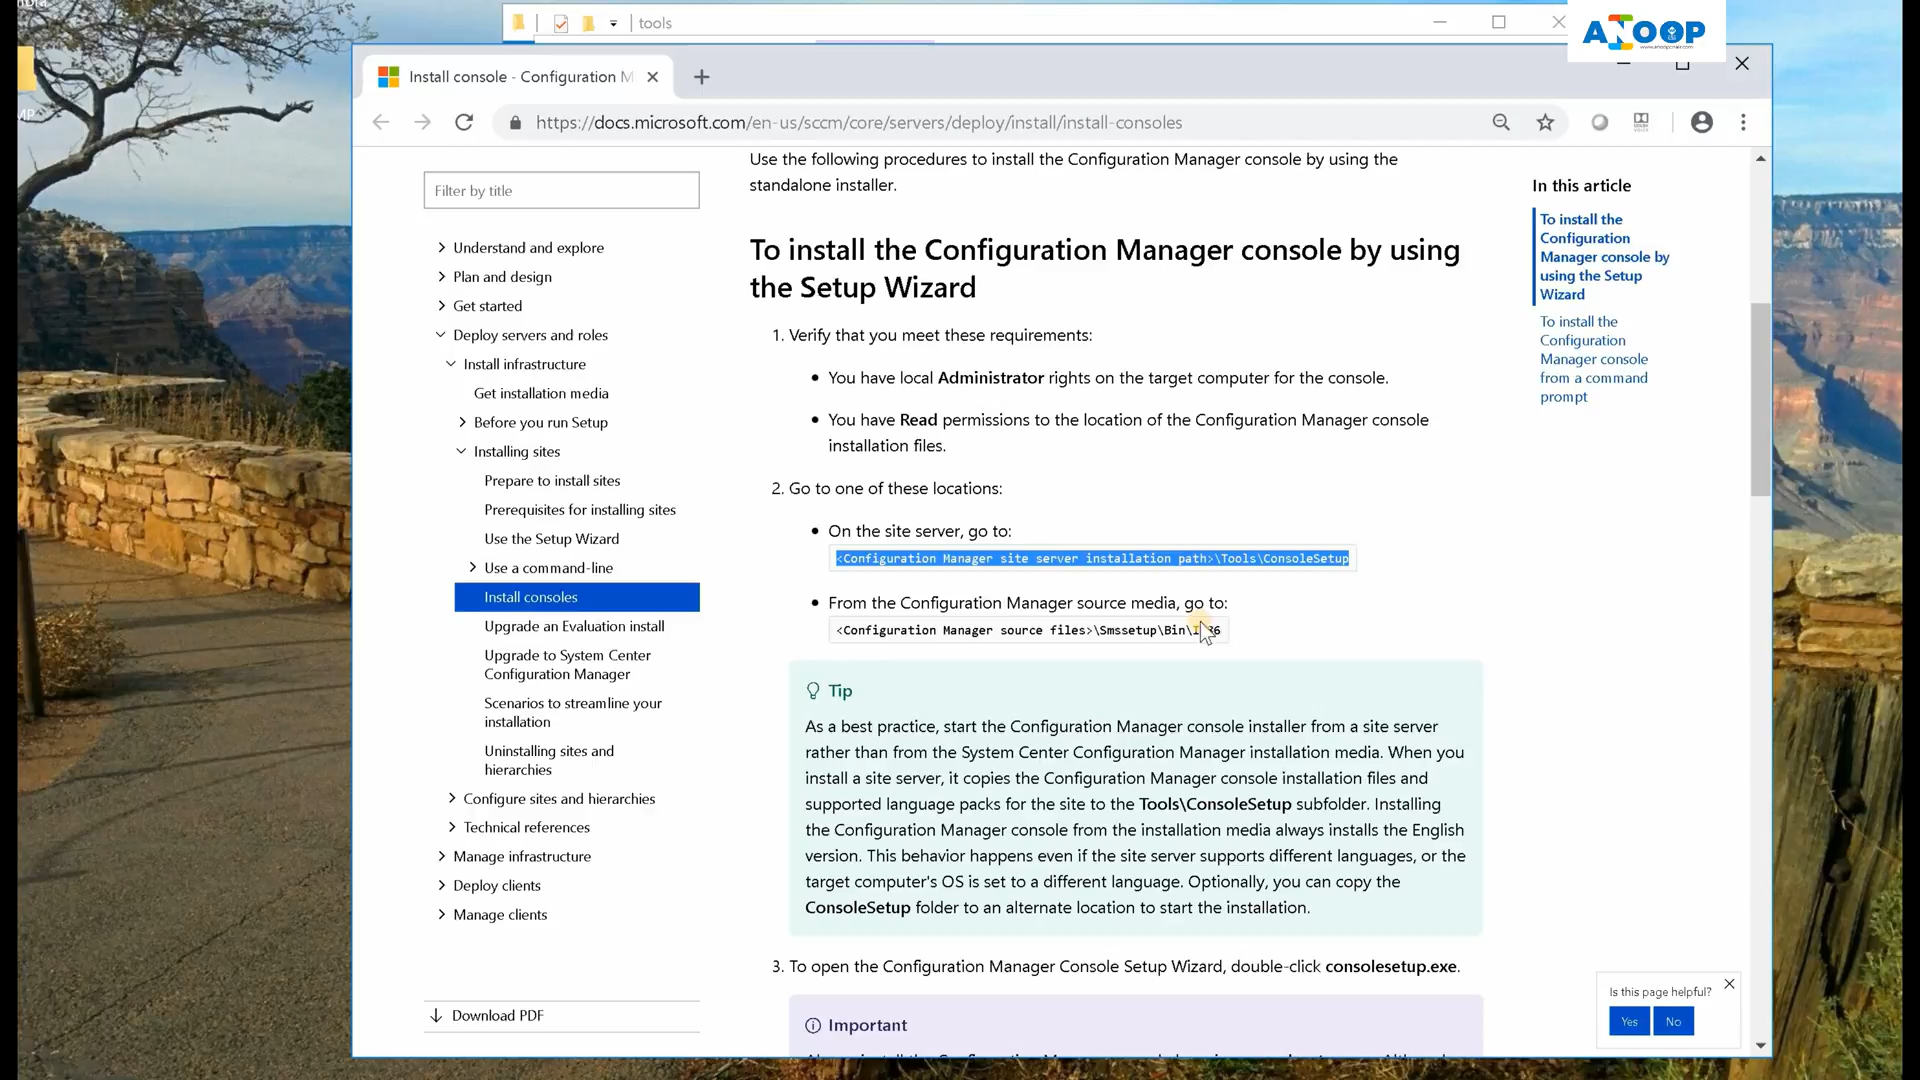 tools
ANOOP
www.anoopcnair.com
Install console - Configuration M
https://docs.microsoft.com/en-us/sccm/core/servers/deploy/install/install-consoles
Filter by title
Understand and explore
Plan and design
Get started
Deploy servers and roles
Install infrastructure
Get installation media
Before you run Setup
Installing sites
Prepare to install sites
Prerequisites for installing sites
Use the Setup Wizard
Use a command-line
Install consoles
Upgrade an Evaluation install
Upgrade to System Center
Configuration Manager
Scenarios to streamline your
installation
Uninstalling sites and
hierarchies
Configure sites and hierarchies
Technical references
Manage infrastructure
Deploy clients
Manage clients
Download PDF
Use the following procedures to install the Configuration Manager console by using the
standalone installer.
To install the Configuration Manager console by using
the Setup Wizard
1. Verify that you meet these requirements:
You have local Administrator rights on the target computer for the console.
You have Read permissions to the location of the Configuration Manager console
installation files.
2. Go to one of these locations:
On the site server, go to:
<Configuration Manager site server installation path>\Tools\ConsoleSetup
From the Configuration Manager source media, go to:
<Configuration Manager source files>\Smssetup\Bin\
Tip
As a best practice, start the Configuration Manager console installer from a site server
rather than from the System Center Configuration Manager installation media. When you
install a site server, it copies the Configuration Manager console installation files and
supported language packs for the site to the Tools\ConsoleSetup subfolder. Installing
the Configuration Manager console from the installation media always installs the English
version. This behavior happens even if the site server supports different languages, or the
target computer's OS is set to a different language. Optionally, you can copy the
ConsoleSetup folder to an alternate location to start the installation.
3. To open the Configuration Manager Console Setup Wizard, double-click consolesetup.exe.
Important
In this article
To install the
Configuration
Manager console by
using the Setup
Wizard
To install the
Configuration
Manager console
from a command
prompt
Is this page helpful?
Yes
No